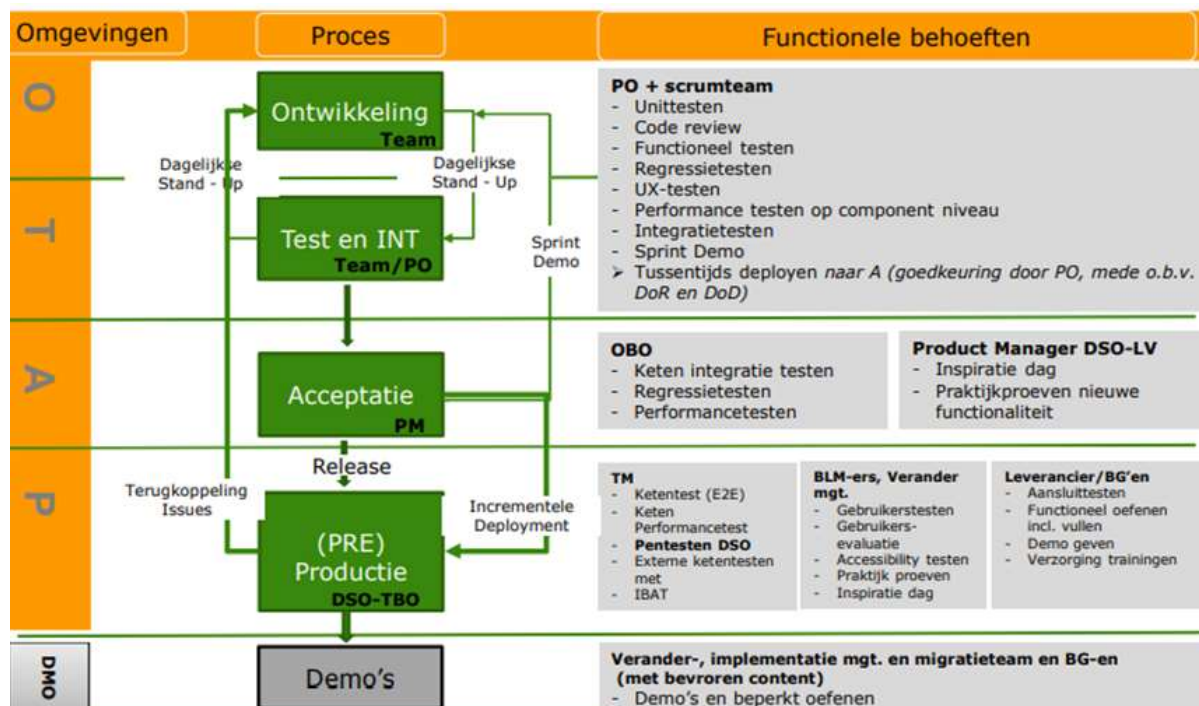 Omgevingen
Proces
Functionele behoeften
O
T
A
P
DMO
Ontwikkeling
Team
Dagelijkse
Stand - Up
Dagelijkse
Stand - Up
Test en INT
Team/PO
Sprint
Demo
Acceptatie
PM
Release
Terugkoppeling
Issues
Incrementele
Deployment
(PRE)
Productie
DSO-TBO
Demo's
PO + scrumteam
- Unittesten
- Code review
- Functioneel testen
- Regressietesten
- UX-testen
- Performance testen op component niveau
- Integratietesten
- Sprint Demo
➢ Tussentijds deployen naar A (goedkeuring door PO, mede o.b.v.
DoR en DoD)
OBO
- Keten integratie testen
- Regressietesten
- Performancetesten
Product Manager DSO-LV
- Inspiratie dag
- Praktijkproeven nieuwe
functionaliteit
TM
- Ketentest (E2E)
- Keten
Performancetest
- Pentesten DSO
- Externe ketentesten
met
- IBAT
BLM-ers, Verander
mgt.
- Gebruikerstesten
- Gebruikers-
evaluatie
- Accessibility testen
- Praktijk proeven
- Inspiratie dag
Leverancier/BG'en
- Aansluittesten
- Functioneel oefenen
incl. vullen
- Demo geven
- Verzorging trainingen
Verander-, implementatie mgt. en migratieteam en BG-en
(met bevroren content)
- Demo's en beperkt oefenen